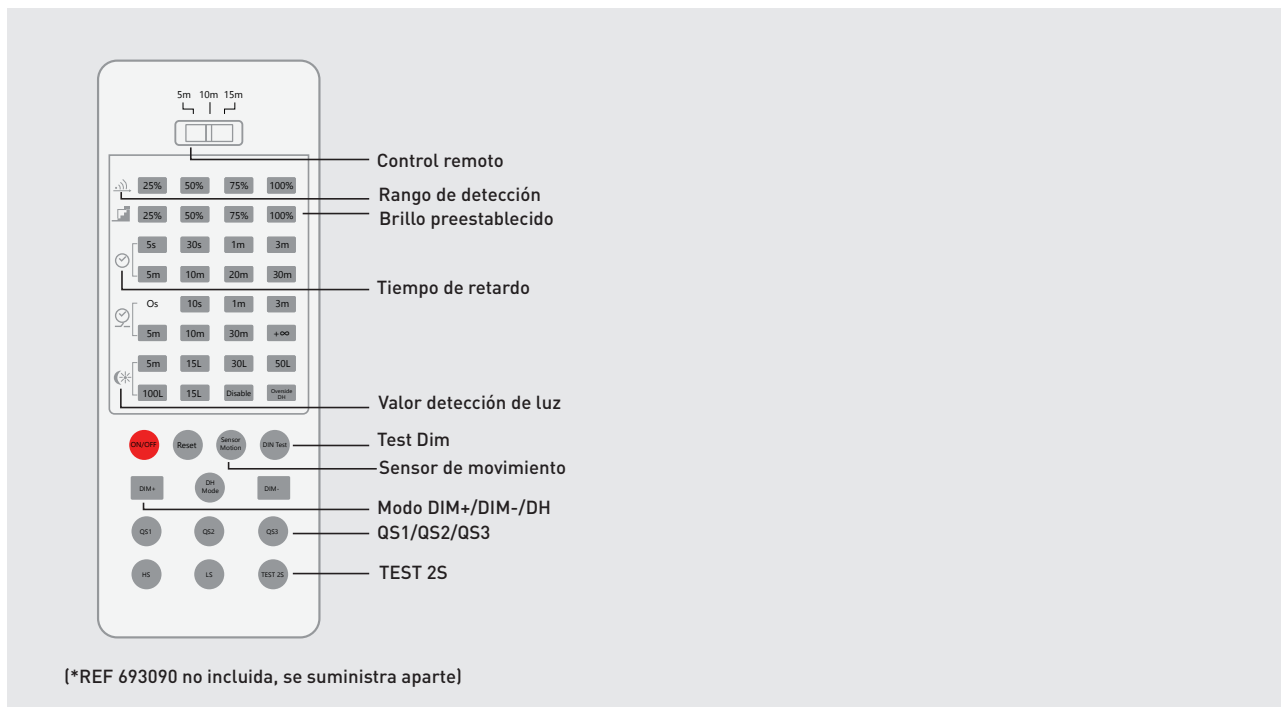 5m 10m 15m
Control remoto
25% 50% 75% 100%
Rango de detección
25% 50% 75% 100%
Brillo preestablecido
5s 30s 1m 3m
5m 10m 20m 30m
Tiempo de retardo
Os 10s 1m 3m
5m 10m 30m +∞
5m 15L 30L 50L
100L 15L Disable Overside DH
Valor detección de luz
ON/OFF Reset Sensor Motion DIN Test
Test Dim
Sensor de movimiento
DIM+ DH Mode DIM-
Modo DIM+/DIM-/DH
QS1 QS2 QS3
QS1/QS2/QS3
HS LS TEST 2S
TEST 2S
(*REF 693090 no incluida, se suministra aparte)